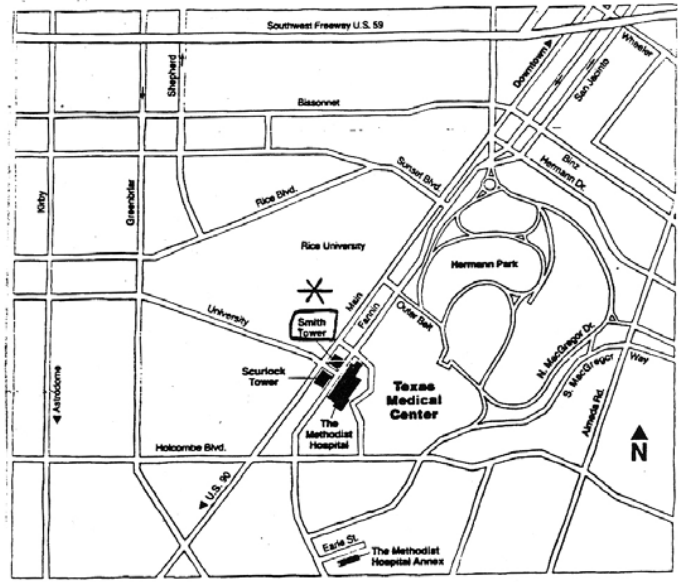 Southwest Freeway U.S. 59
Wheeler
Downtown
San Jacinto
Shepherd
Bissonnet
Binz
Hermann Dr.
Sunset Blvd.
Kirby
Greenbriar
Rice Blvd.
Rice University
Hermann Park
Main
Fannin
Outer Belt
University
Smith
Tower
N. MacGregor Dr.
S. MacGregor
Way
Scurlock
Tower
Texas
Medical
Center
Astrodome
Almeda Rd.
The
Methodist
Hospital
Holcombe Blvd.
N
U.S. 90
Earle St.
The Methodist
Hospital Annex